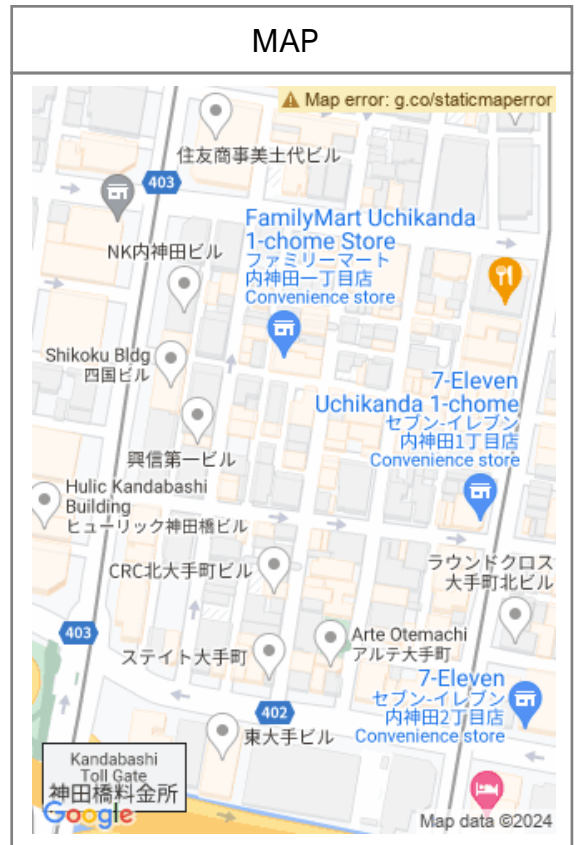 MAP
Map error: g.co/staticmaperror
住友商事美土代ビル
403
FamilyMart Uchikanda
1-chome Store
ファミリーマート
内神田一丁目店
Convenience store
NK内神田ビル
Shikoku Bldg
四国ビル
7-Eleven
Uchikanda 1-chome
セブン-イレブン
内神田1丁目店
Convenience store
興信第一ビル
Hulic Kandabashi
Building
ヒューリック神田橋ビル
CRC北大手町ビル
ラウンドクロス
大手町北ビル
403
Arte Otemachi
アルテ大手町
ステイト大手町
7-Eleven
セブン-イレブン
内神田2丁目店
Convenience store
402
東大手ビル
Kandabashi
Toll Gate
神田橋料金所
Google
Map data ©2024